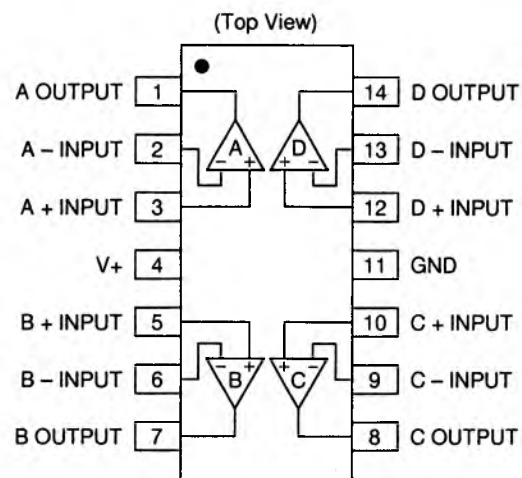 (Top View)
A OUTPUT 1 14 D OUTPUT
A – INPUT 2 – A + + D – 13 D – INPUT
A + INPUT 3 12 D + INPUT
V+ 4 11 GND
B + INPUT 5 10 C + INPUT
B – INPUT 6 – B + + C – 9 C – INPUT
B OUTPUT 7 8 C OUTPUT